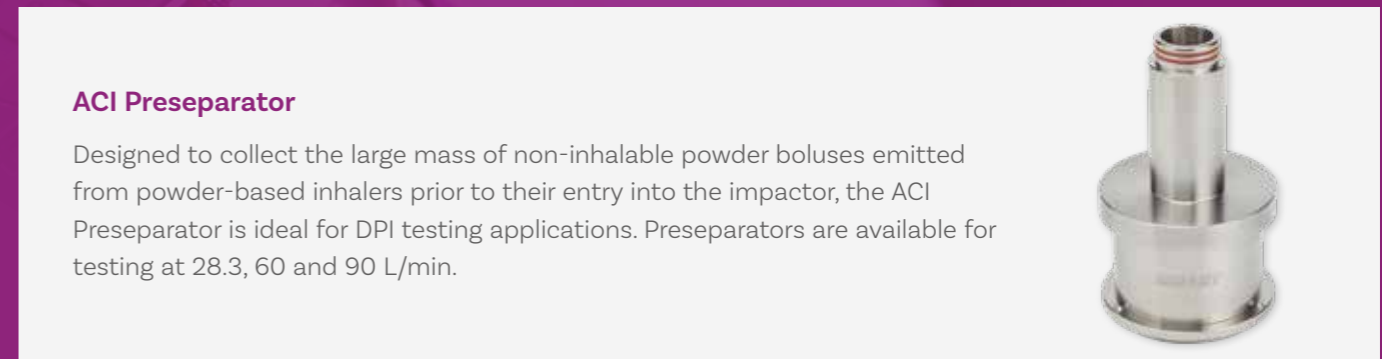 ACI Preseparator
Designed to collect the large mass of non-inhalable powder boluses emitted
from powder-based inhalers prior to their entry into the impactor, the ACI
Preseparator is ideal for DPI testing applications. Preseparators are available for
testing at 28.3, 60 and 90 L/min.